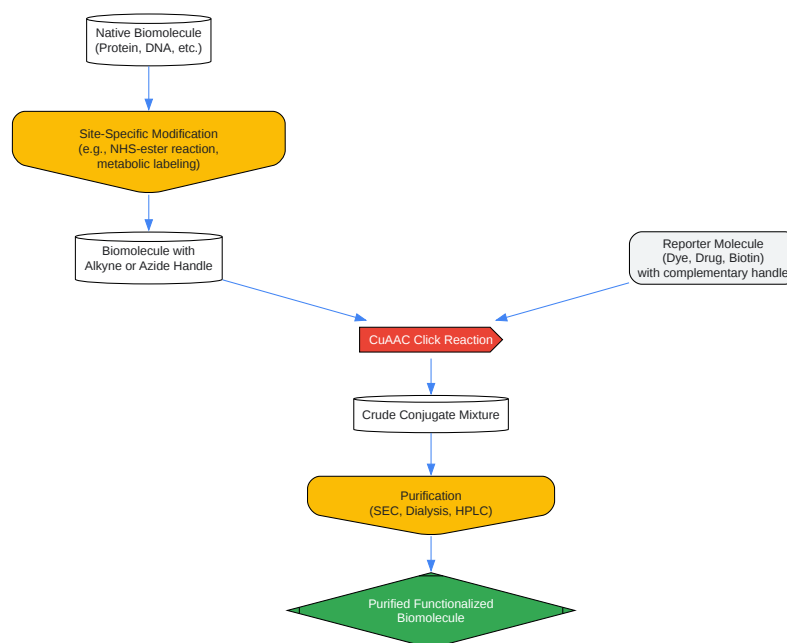 Native Biomolecule
(Protein, DNA, etc.)
Site-Specific Modification
(e.g., NHS-ester reaction,
metabolic labeling)
Biomolecule with
Alkyne or Azide Handle
Reporter Molecule
(Dye, Drug, Biotin)
with complementary handle
CuAAC Click Reaction
Crude Conjugate Mixture
Purification
(SEC, Dialysis, HPLC)
Purified Functionalized
Biomolecule